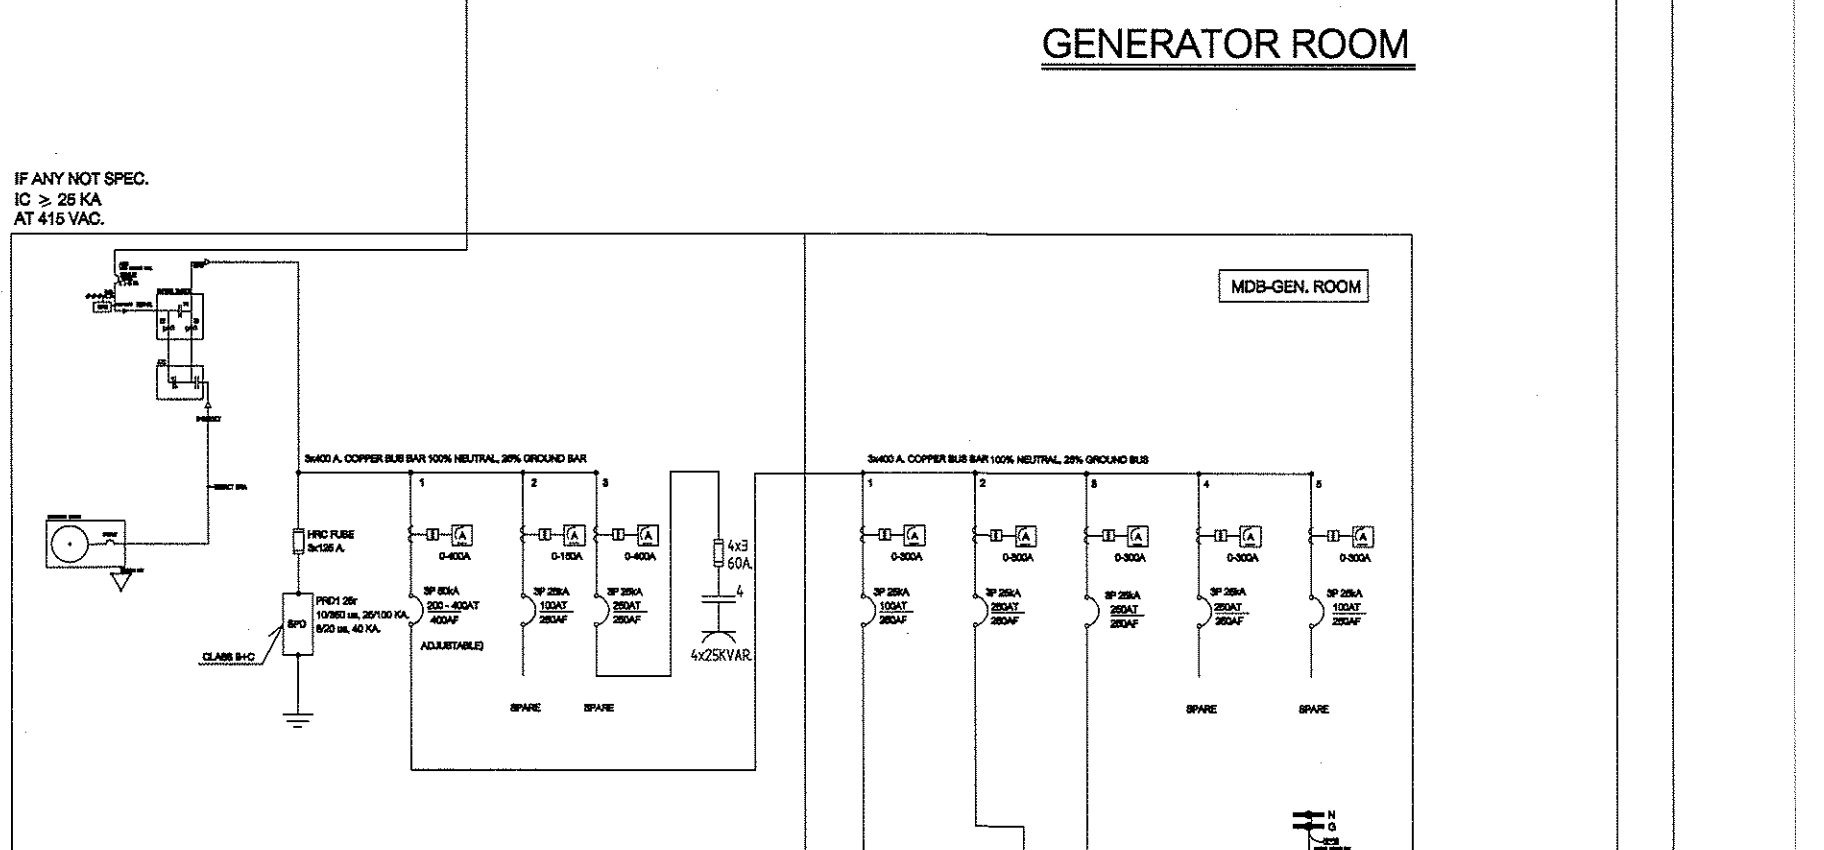 GENERATOR ROOM
IF ANY NOT SPEC.
IC ≥ 25 KA
AT 415 VAC.
MDB-GEN. ROOM
3x400 A. COPPER BUS BAR 100% NEUTRAL, 25% GROUND BAR
3x400 A. COPPER BUS BAR 100% NEUTRAL, 25% GROUND BUS
1
2
3
1
2
3
4
5
HRC FUSE
3x125 A.
A
0-400A
A
0-150A
A
0-400A
4x3
60A.
A
0-300A
A
0-300A
A
0-300A
A
0-300A
A
0-300A
SPD
PRD1 25r
10/350 us, 25/100 KA,
8/20 us, 40 KA.
CLASS B+C
3P 50kA
200 - 400AT
400AF
ADJUSTABLE)
3P 25kA
100AT
250AF
3P 25kA
250AT
250AF
4
4x25KVAR.
3P 25kA
100AT
250AF
3P 25kA
250AT
250AF
3P 25kA
250AT
250AF
3P 25kA
250AT
250AF
3P 25kA
100AT
250AF
SPARE
SPARE
SPARE
SPARE
N
G